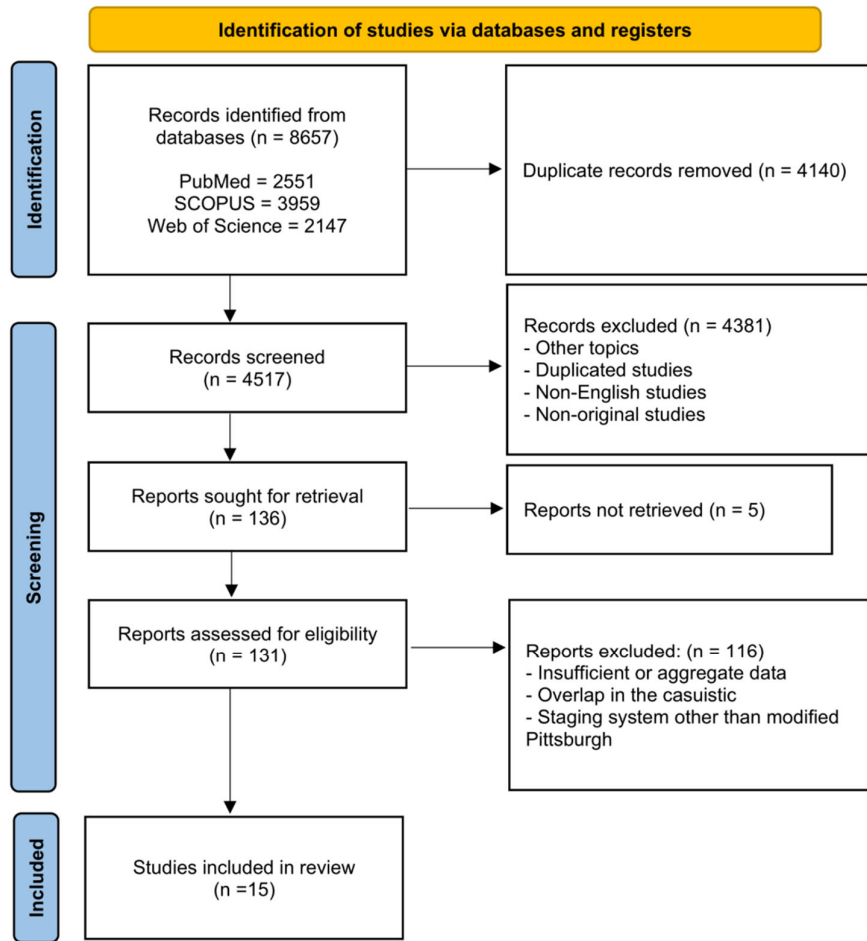 Identification of studies via databases and registers
Identification
Records identified from
databases (n = 8657)
PubMed = 2551
SCOPUS = 3959
Web of Science = 2147
Duplicate records removed (n = 4140)
Screening
Records screened
(n = 4517)
Records excluded (n = 4381)
- Other topics
- Duplicated studies
- Non-English studies
- Non-original studies
Reports sought for retrieval
(n = 136)
Reports not retrieved (n = 5)
Reports assessed for eligibility
(n = 131)
Reports excluded: (n = 116)
- Insufficient or aggregate data
- Overlap in the casuistic
- Staging system other than modified
Pittsburgh
Included
Studies included in review
(n =15)